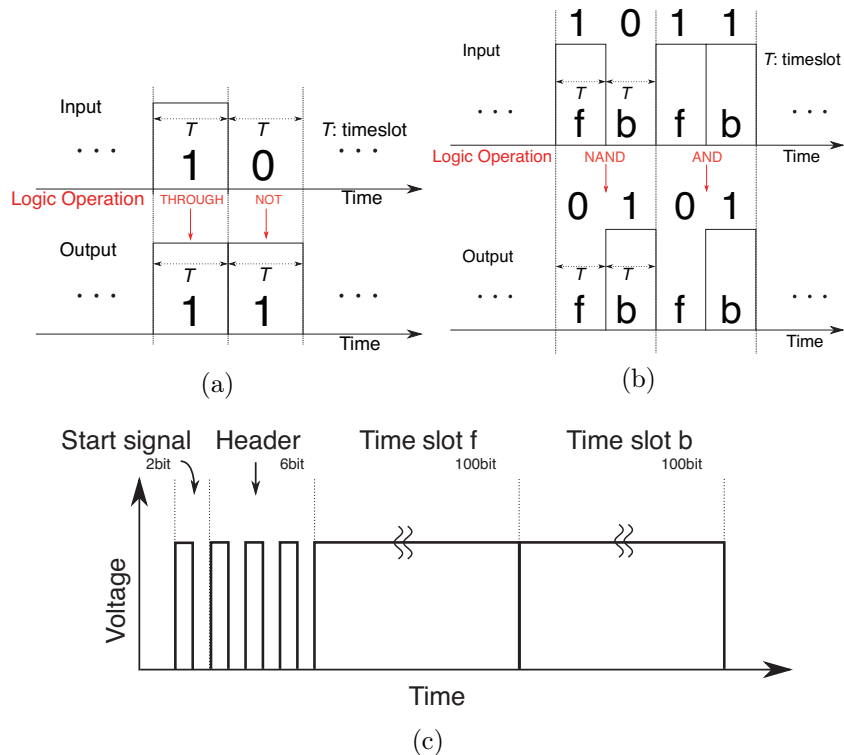 Input
T T
T: timeslot
· · · 1 0 · · ·
Logic Operation THROUGH NOT Time
Output
T T
· · · 1 1 · · ·
Time
(a)
1 0 1 1
Input
T: timeslot
T T
· · · f b f b · · ·
Logic Operation NAND AND Time
0 1 0 1
Output
T T
· · · f b f b · · ·
Time
(b)
Start signal Header Time slot f Time slot b
2bit 6bit 100bit 100bit
Voltage
Time
(c)